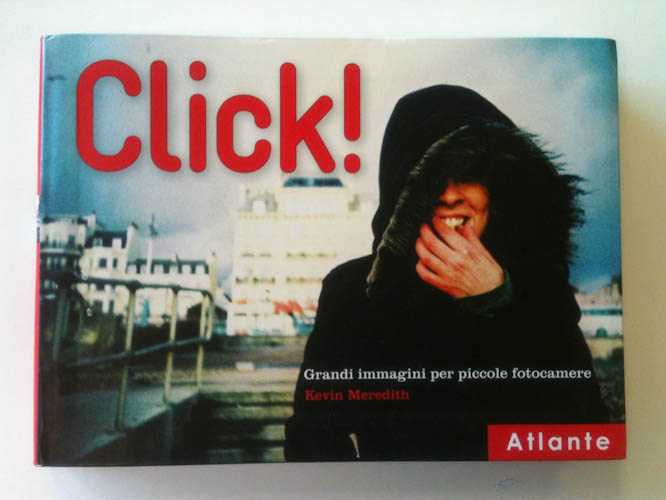 Click!
Grandi immagini per piccole fotocamere
Kevin Meredith
Atlante